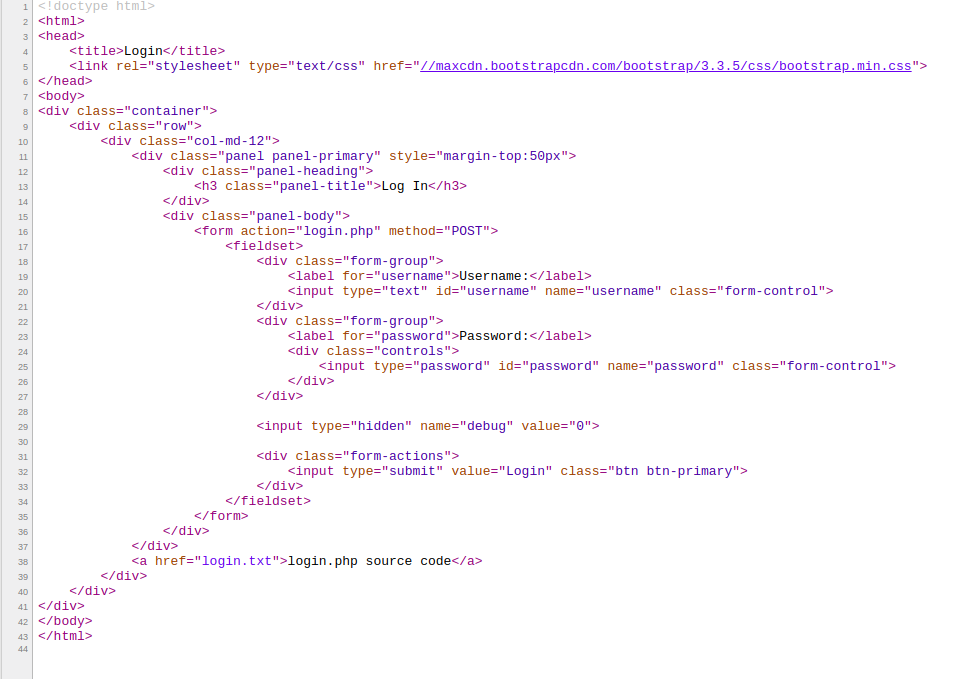 1 <!doctype html>
2 <html>
3 <head>
4     <title>Login</title>
5     <link rel="stylesheet" type="text/css" href="//maxcdn.bootstrapcdn.com/bootstrap/3.3.5/css/bootstrap.min.css">
6 </head>
7 <body>
8 <div class="container">
9     <div class="row">
10         <div class="col-md-12">
11             <div class="panel panel-primary" style="margin-top:50px">
12                 <div class="panel-heading">
13                     <h3 class="panel-title">Log In</h3>
14                 </div>
15                 <div class="panel-body">
16                     <form action="login.php" method="POST">
17                         <fieldset>
18                             <div class="form-group">
19                                 <label for="username">Username:</label>
20                                 <input type="text" id="username" name="username" class="form-control">
21                             </div>
22                             <div class="form-group">
23                                 <label for="password">Password:</label>
24                                 <div class="controls">
25                                     <input type="password" id="password" name="password" class="form-control">
26                                 </div>
27                             </div>
28
29                             <input type="hidden" name="debug" value="0">
30
31                             <div class="form-actions">
32                                 <input type="submit" value="Login" class="btn btn-primary">
33                             </div>
34                         </fieldset>
35                     </form>
36                 </div>
37             </div>
38             <a href="login.txt">login.php source code</a>
39         </div>
40     </div>
41 </div>
42 </body>
43 </html>
44